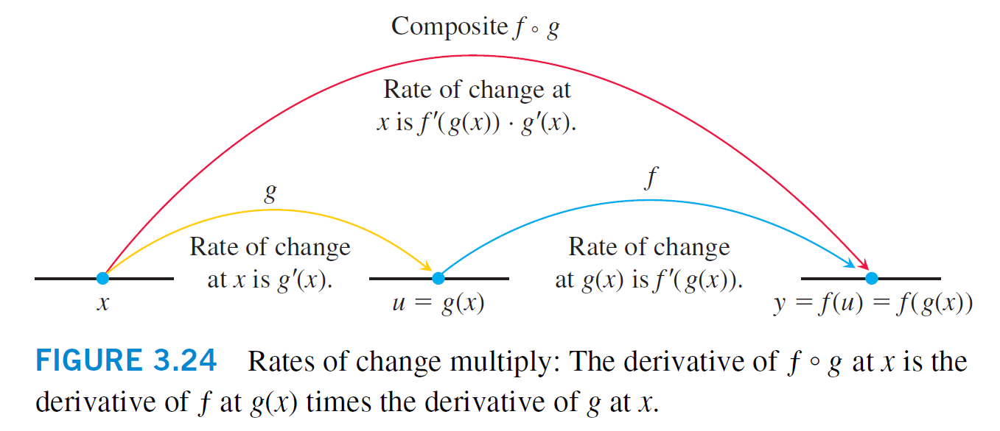 Composite f ∘ g
Rate of change at
x is f′(g(x)) · g′(x).
g
f
Rate of change
at x is g′(x).
Rate of change
at g(x) is f′(g(x)).
x
u = g(x)
y = f(u) = f(g(x))
FIGURE 3.24 Rates of change multiply: The derivative of f ∘ g at x is the
derivative of f at g(x) times the derivative of g at x.